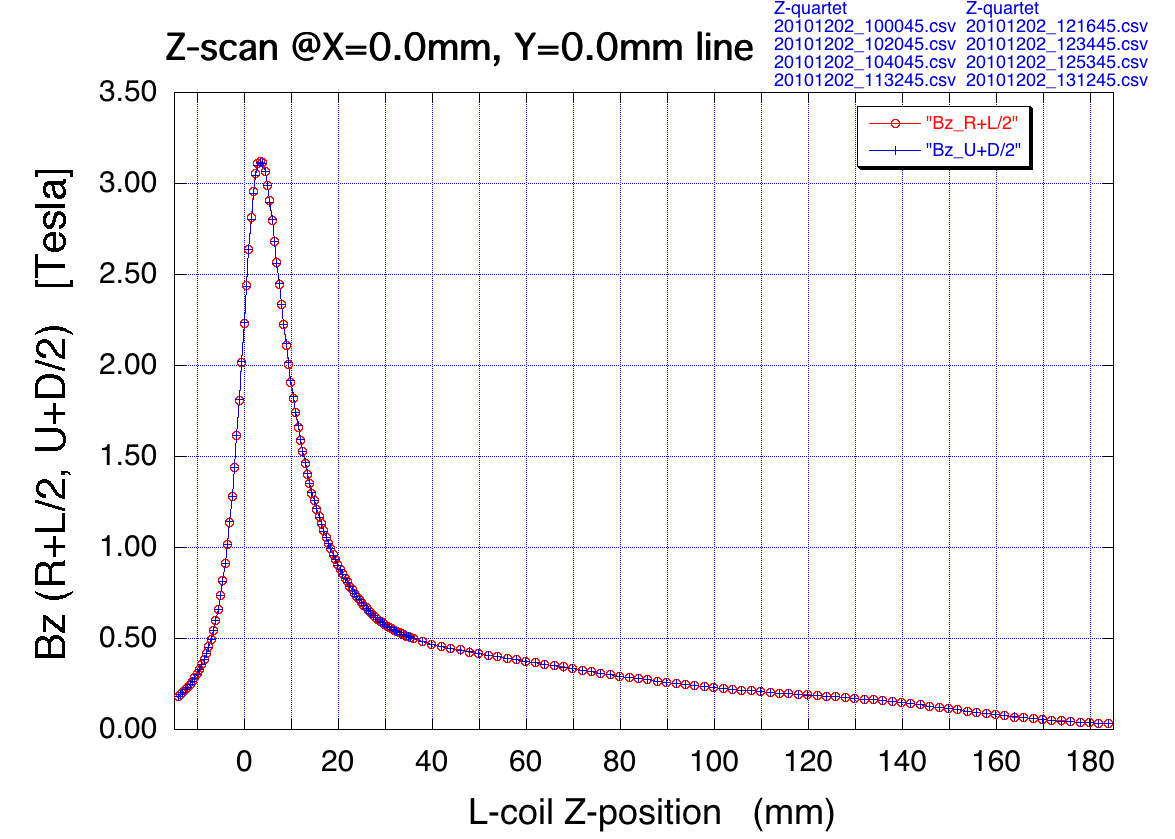 Z-quartet Z-quartet
20101202_100045.csv 20101202_121645.csv
20101202_102045.csv 20101202_123445.csv
20101202_104045.csv 20101202_125345.csv
20101202_113245.csv 20101202_131245.csv
Z-scan @X=0.0mm, Y=0.0mm line
"Bz_R+L/2"
"Bz_U+D/2"
Bz (R+L/2, U+D/2) [Tesla]
3.50
3.00
2.50
2.00
1.50
1.00
0.50
0.00
0 20 40 60 80 100 120 140 160 180
L-coil Z-position (mm)